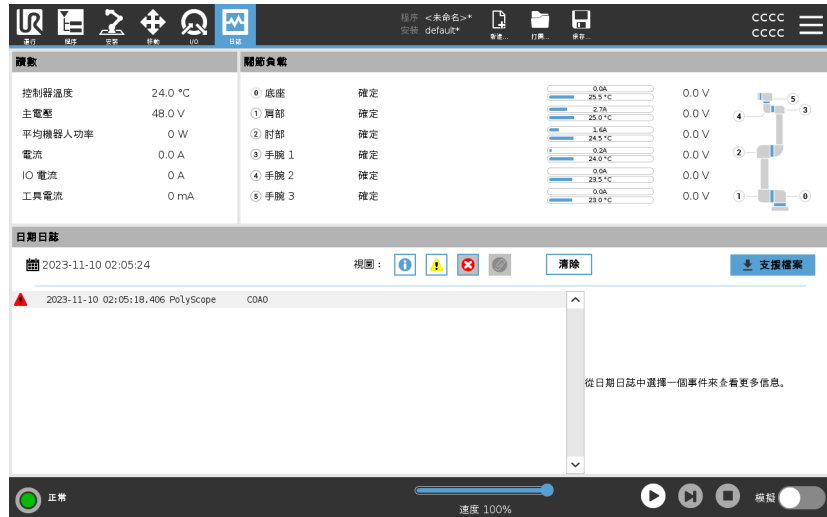 程序 <未命名>*
安裝 default*
新建...
打開...
保存...
CCCC
CCCC
運行
程序
安裝
移動
I/O
日誌
讀數
關節負載
控制器溫度 24.0 °C
主電壓 48.0 V
平均機器人功率 0 W
電流 0.0 A
IO 電流 0 A
工具電流 0 mA
0 底座 確定 0.0A 25.5 °C 0.0 V
1 肩部 確定 2.7A 25.0 °C 0.0 V
2 肘部 確定 1.6A 24.5 °C 0.0 V
3 手腕 1 確定 0.2A 24.0 °C 0.0 V
4 手腕 2 確定 0.0A 23.5 °C 0.0 V
5 手腕 3 確定 0.0A 23.0 °C 0.0 V
5
4
3
2
1
0
日期日誌
2023-11-10 02:05:24
視圖：
清除
支援檔案
2023-11-10 02:05:18.406 PolyScope C0A0
從日期日誌中選擇一個事件來查看更多信息。
正常
速度 100%
模擬